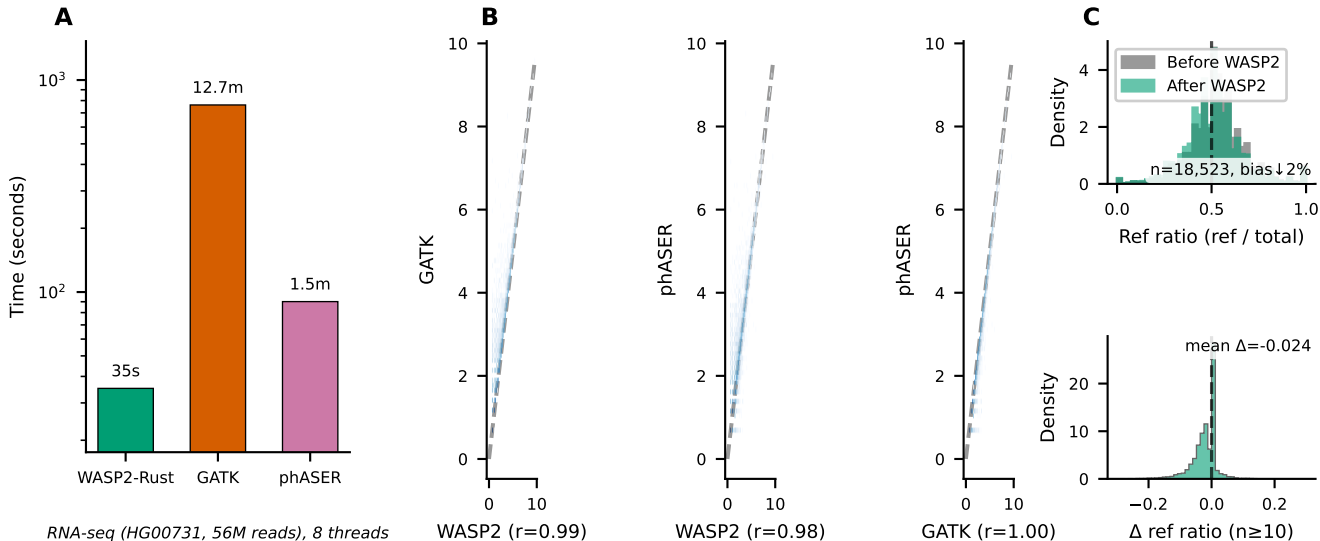 A
10³
10²
Time (seconds)
35s
12.7m
1.5m
WASP2-Rust
GATK
phASER
RNA-seq (HG00731, 56M reads), 8 threads
B
10
8
6
4
2
0
GATK
0
10
WASP2 (r=0.99)
10
8
6
4
2
0
phASER
0
10
WASP2 (r=0.98)
10
8
6
4
2
0
phASER
0
10
GATK (r=1.00)
C
Before WASP2
After WASP2
4
2
0
Density
n=18,523, bias↓2%
0.0
0.5
1.0
Ref ratio (ref / total)
mean Δ=-0.024
20
10
0
Density
−0.2
0.0
0.2
Δ ref ratio (n≥10)